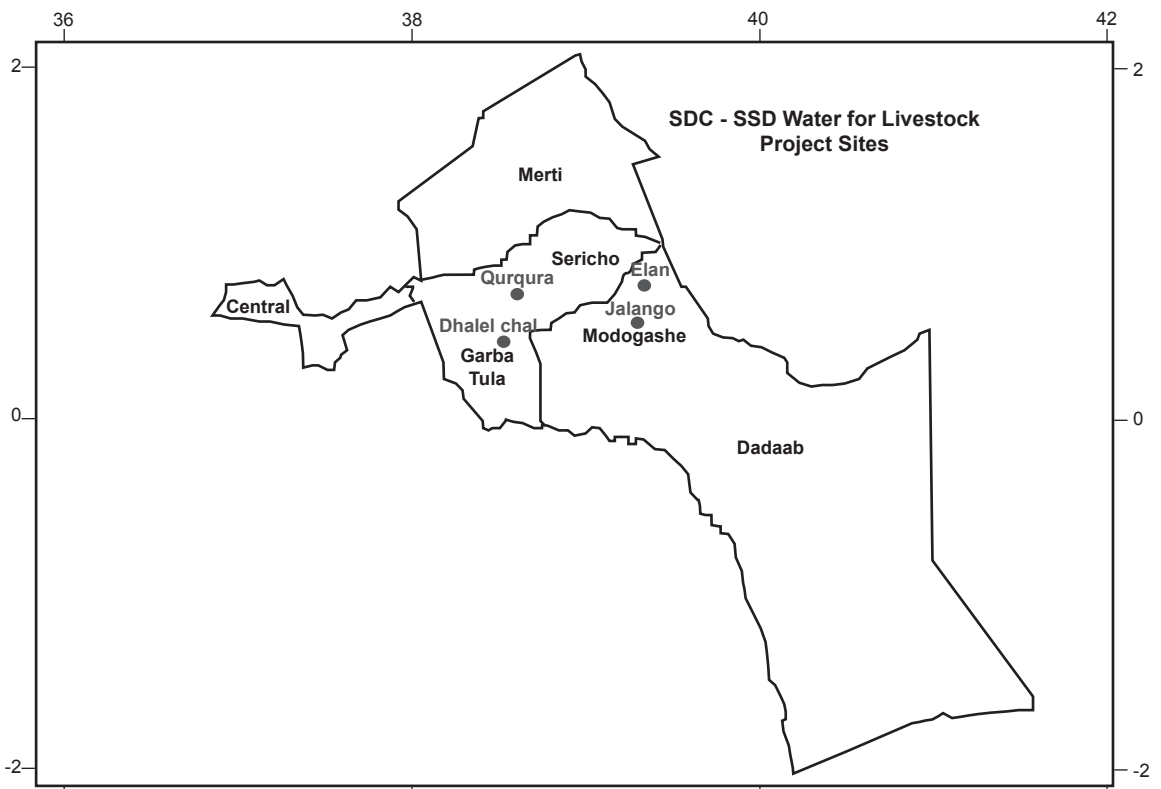 36
38
40
42
2
2
SDC - SSD Water for Livestock
Project Sites
Merti
Sericho
Elan
Qurqura
Central
Jalango
Dhalel chal
Modogashe
Garba
Tula
0
0
Dadaab
-2
-2